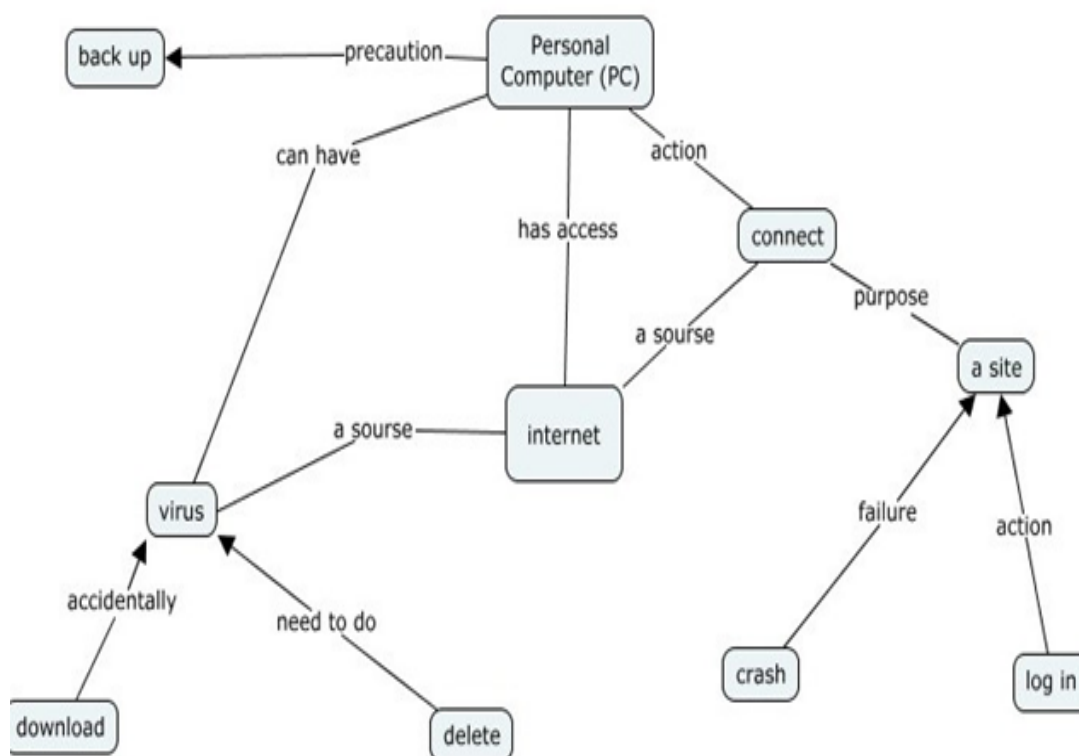 Personal
Computer (PC)
back up
precaution
can have
action
has access
connect
purpose
a sourse
a site
a sourse
internet
virus
failure
action
accidentally
need to do
crash
log in
download
delete